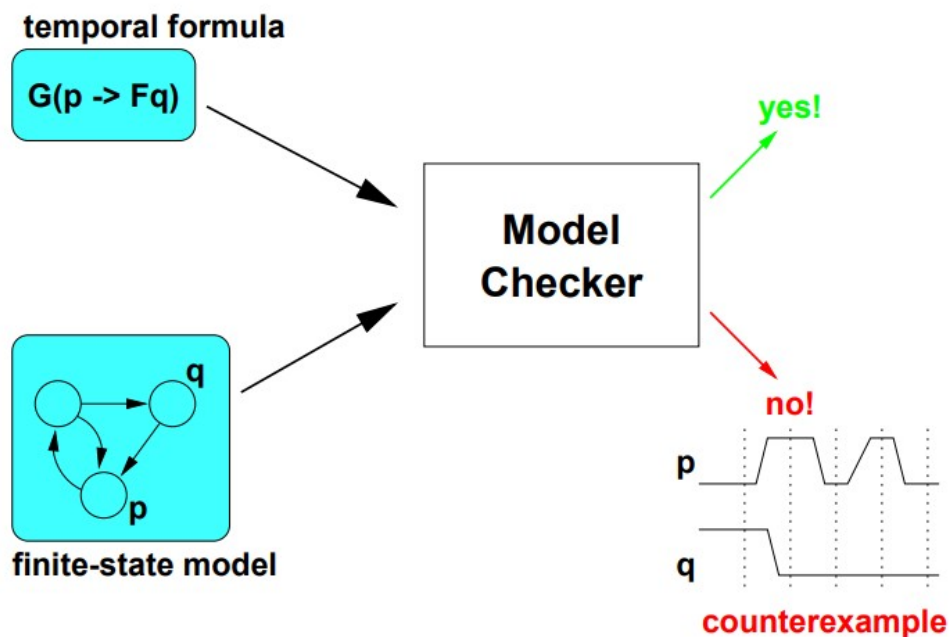 temporal formula
G(p -> Fq)
yes!
Model
Checker
q
p
finite-state model
no!
p
q
counterexample